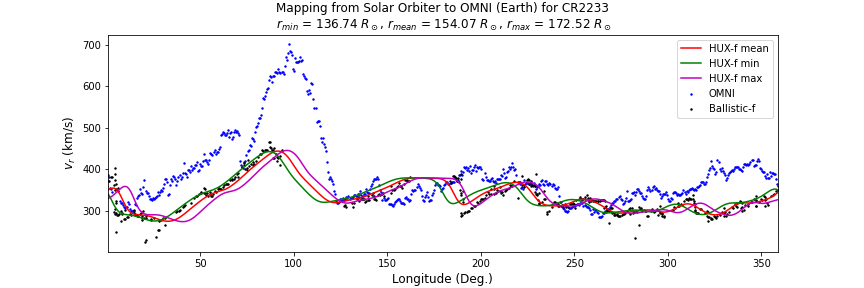 Mapping from Solar Orbiter to OMNI (Earth) for CR2233
r_min = 136.74 R_⊙, r_mean = 154.07 R_⊙, r_max = 172.52 R_⊙
700
600
500
400
300
v_r (km/s)
HUX-f mean
HUX-f min
HUX-f max
OMNI
Ballistic-f
50 100 150 200 250 300 350
Longitude (Deg.)